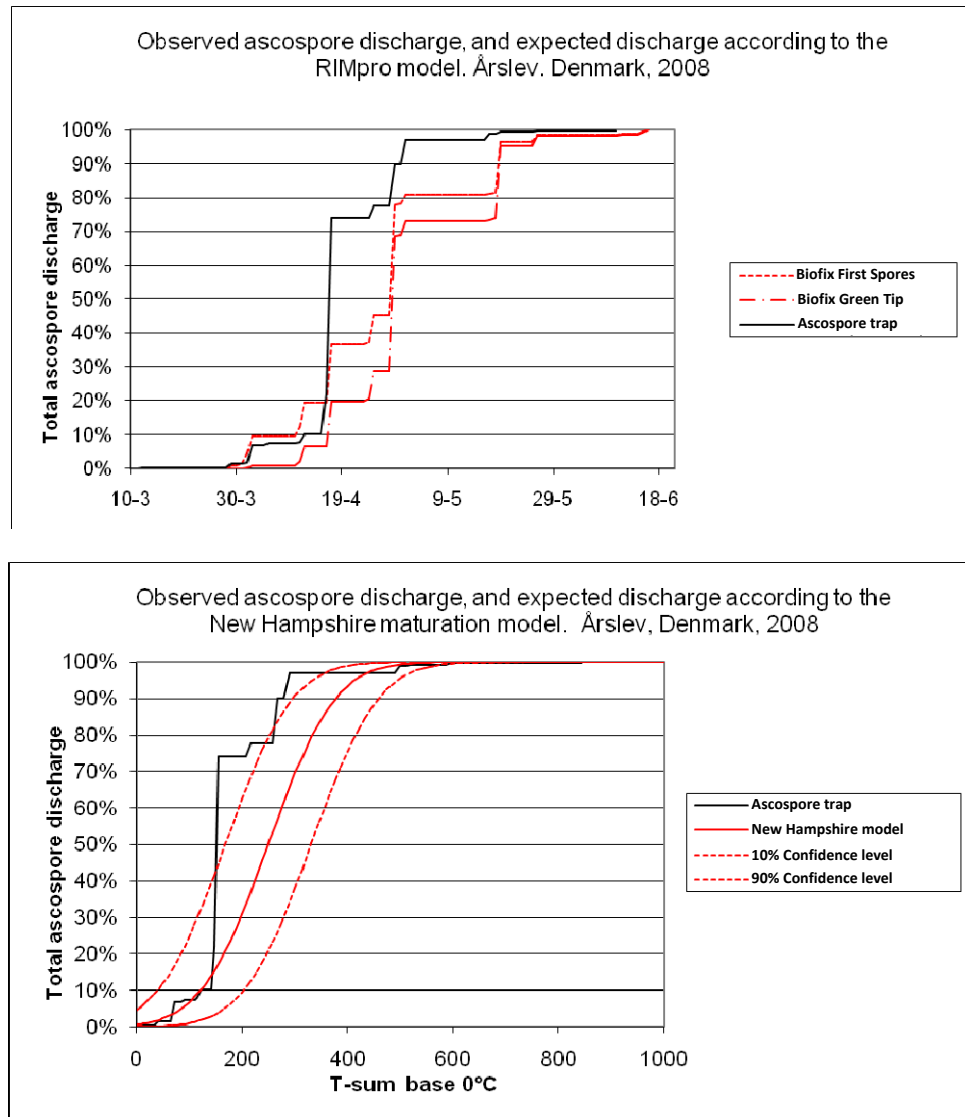 Observed ascospore discharge, and expected discharge according to the
RIMpro model. Årslev. Denmark, 2008
Total ascospore discharge
100%
90%
80%
70%
60%
50%
40%
30%
20%
10%
0%
10-3 30-3 19-4 9-5 29-5 18-6
Biofix First Spores
Biofix Green Tip
Ascospore trap
Observed ascospore discharge, and expected discharge according to the
New Hampshire maturation model. Årslev, Denmark, 2008
Total ascospore discharge
100%
90%
80%
70%
60%
50%
40%
30%
20%
10%
0%
0 200 400 600 800 1000
T-sum base 0°C
Ascospore trap
New Hampshire model
10% Confidence level
90% Confidence level